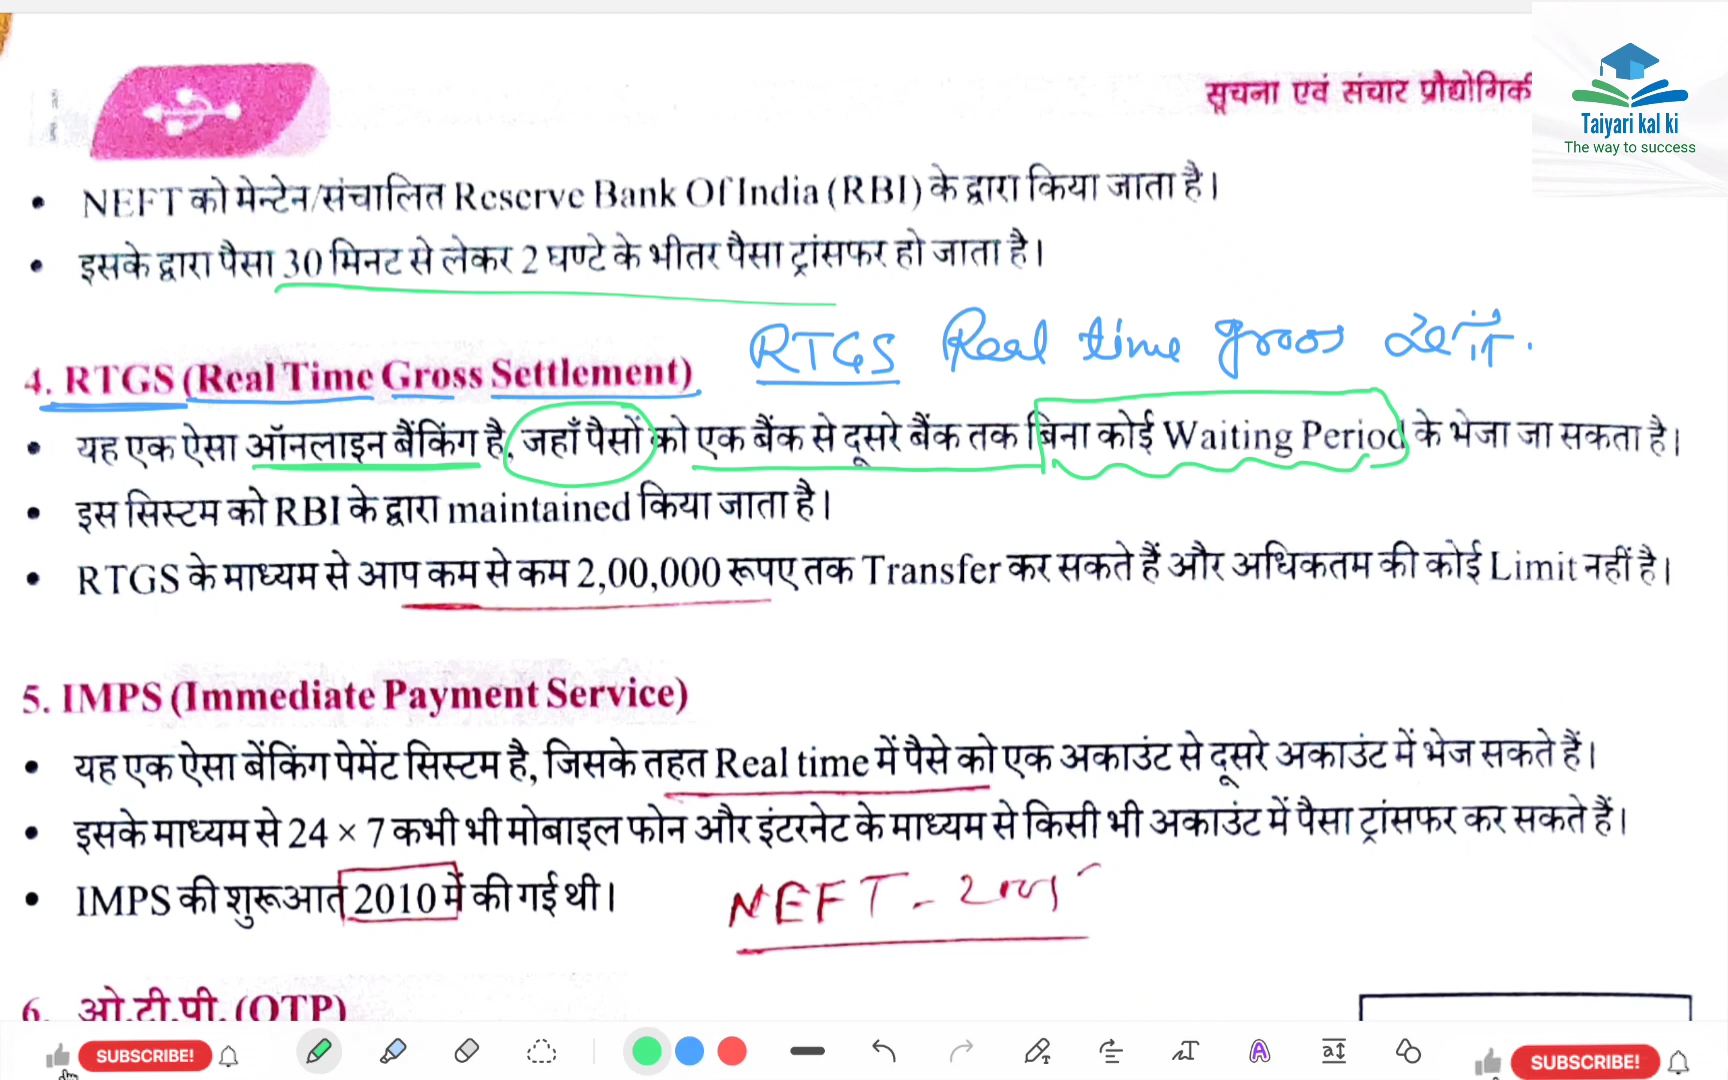 सूचना एवं संचार प्रौद्योगिकी
Taiyari kal ki
The way to success
• NEFT को मेन्टेन/संचालित Reserve Bank Of India (RBI) के द्वारा किया जाता है।
• इसके द्वारा पैसा 30 मिनट से लेकर 2 घण्टे के भीतर पैसा ट्रांसफर हो जाता है।
RTGS Real time gross
4. RTGS (Real Time Gross Settlement)
• यह एक ऐसा ऑनलाइन बैंकिंग है, जहाँ पैसों को एक बैंक से दूसरे बैंक तक बिना कोई Waiting Period के भेजा जा सकता है।
• इस सिस्टम को RBI के द्वारा maintained किया जाता है।
• RTGS के माध्यम से आप कम से कम 2,00,000 रूपए तक Transfer कर सकते हैं और अधिकतम की कोई Limit नहीं है।
5. IMPS (Immediate Payment Service)
• यह एक ऐसा बेंकिंग पेमेंट सिस्टम है, जिसके तहत Real time में पैसे को एक अकाउंट से दूसरे अकाउंट में भेज सकते हैं।
• इसके माध्यम से 24 × 7 कभी भी मोबाइल फोन और इंटरनेट के माध्यम से किसी भी अकाउंट में पैसा ट्रांसफर कर सकते हैं।
• IMPS की शुरूआत 2010 में की गई थी।
NEFT - 2005
6. ओ.टी.पी. (OTP)
SUBSCRIBE!
SUBSCRIBE!